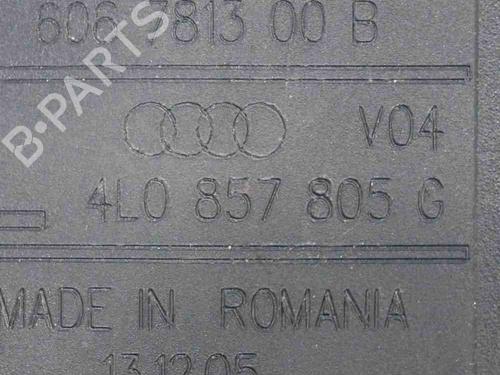 606 7813 00 B
V04
4L0 857 805 G
MADE IN ROMANIA
13.12.05
B-PARTS